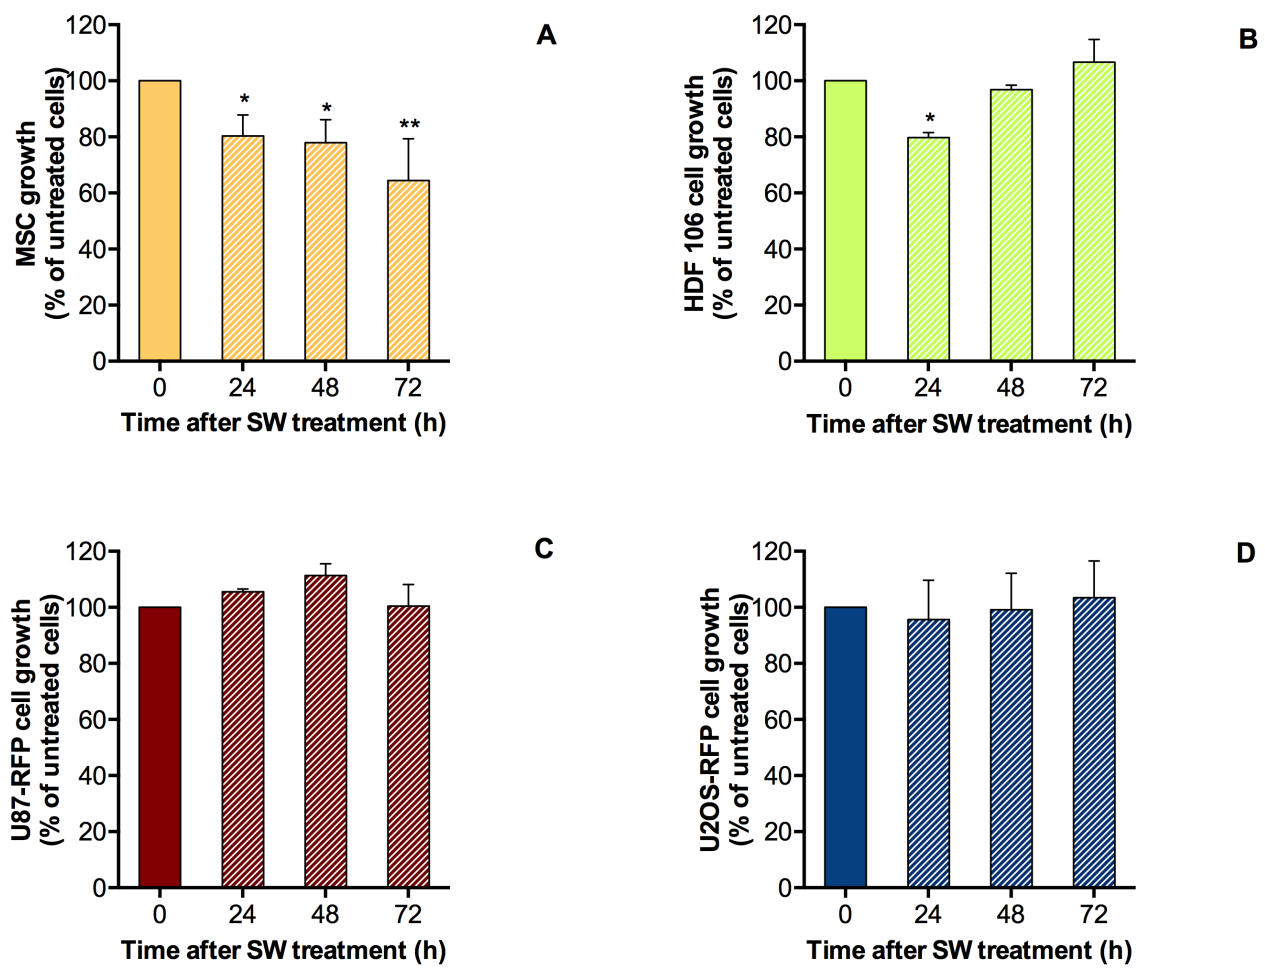 A
MSC growth
(% of untreated cells)
120
100
80
60
40
20
0
*
*
**
0 24 48 72
Time after SW treatment (h)
B
HDF 106 cell growth
(% of untreated cells)
120
100
80
60
40
20
0
*
0 24 48 72
Time after SW treatment (h)
C
U87-RFP cell growth
(% of untreated cells)
120
100
80
60
40
20
0
0 24 48 72
Time after SW treatment (h)
D
U2OS-RFP cell growth
(% of untreated cells)
120
100
80
60
40
20
0
0 24 48 72
Time after SW treatment (h)